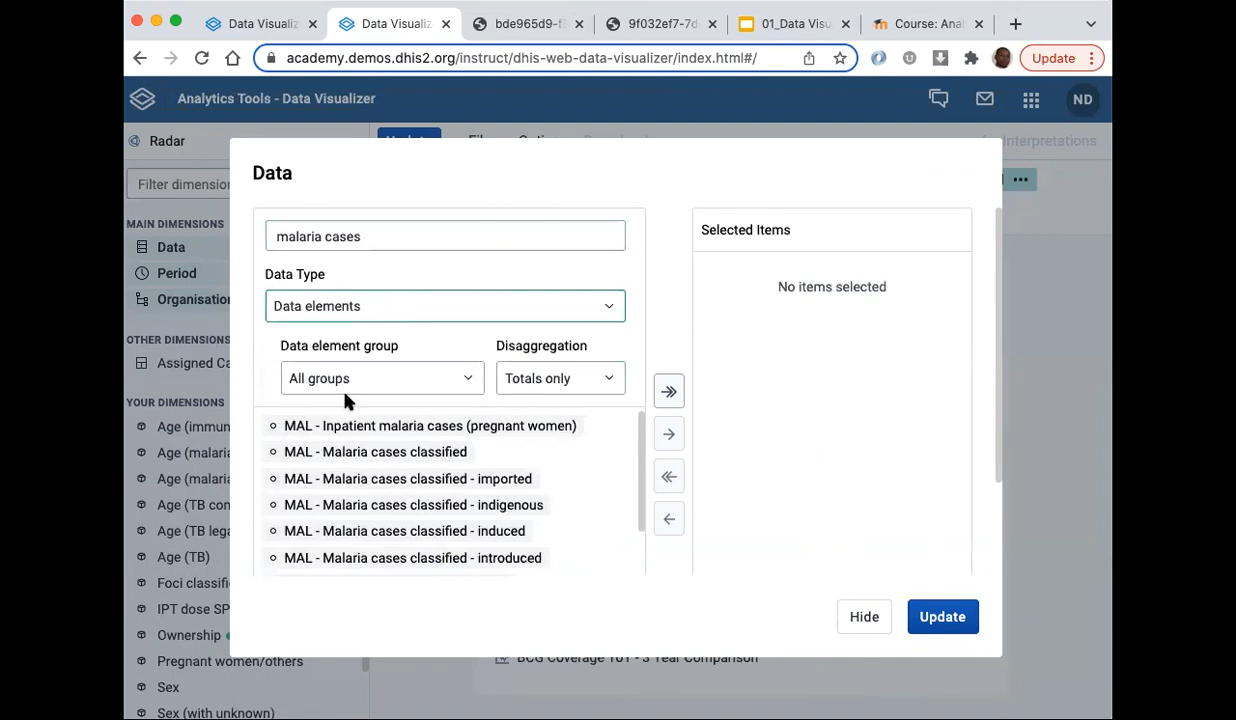 Data Visualiz
Data Visualiz
bde965d9-f
9f032ef7-7d
01_Data Visu
Course: Ana
academy.demos.dhis2.org/instruct/dhis-web-data-visualizer/index.html#/
Update
Analytics Tools - Data Visualizer
ND
Radar
Interpretations
Filter dimension
MAIN DIMENSIONS
Data
Period
Organisation
OTHER DIMENSIONS
Assigned Ca
YOUR DIMENSIONS
Age (immun
Age (malari
Age (malari
Age (TB con
Age (TB lega
Age (TB)
Foci classifi
IPT dose SP
Ownership
Pregnant women/others
Sex
Sex (with unknown)
Data
malaria cases
Data Type
Data elements
Data element group
Disaggregation
All groups
Totals only
MAL - Inpatient malaria cases (pregnant women)
MAL - Malaria cases classified
MAL - Malaria cases classified - imported
MAL - Malaria cases classified - indigenous
MAL - Malaria cases classified - induced
MAL - Malaria cases classified - introduced
Selected Items
No items selected
Hide
Update
BCG Coverage Year Comparison